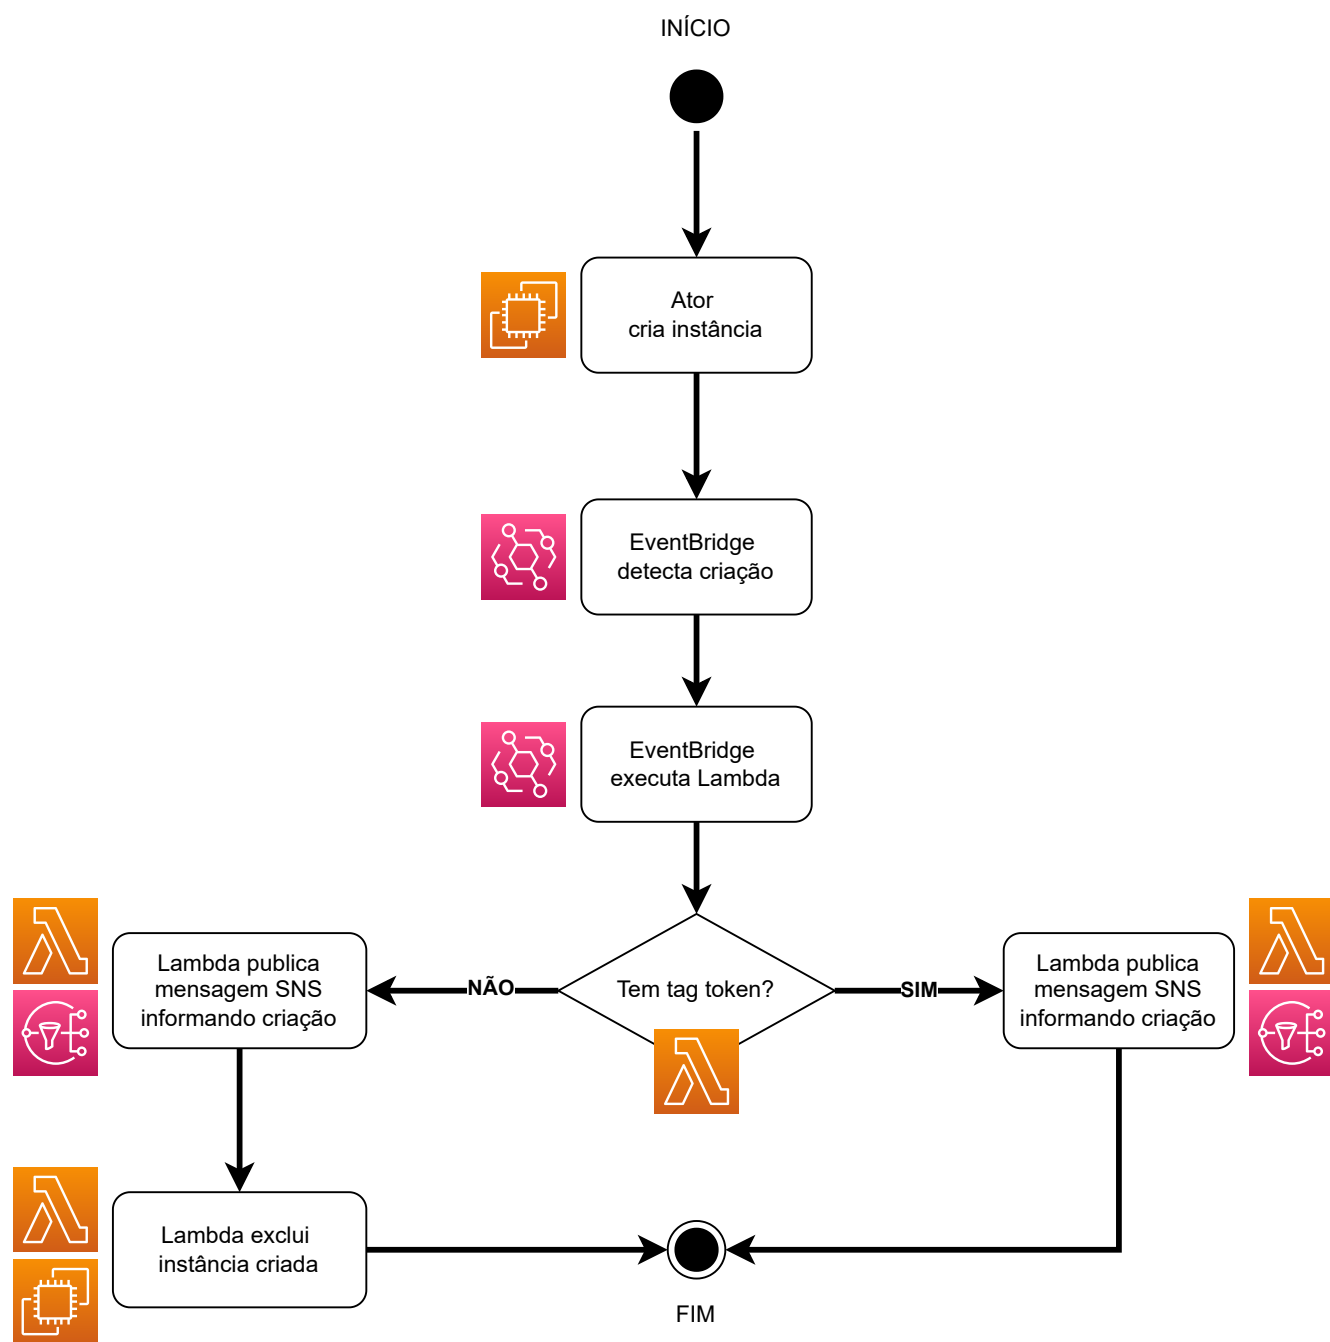 INÍCIO
Ator
cria instância
EventBridge
detecta criação
EventBridge
executa Lambda
Lambda publica
mensagem SNS
informando criação
NÃO
Tem tag token?
SIM
Lambda publica
mensagem SNS
informando criação
Lambda exclui
instância criada
FIM